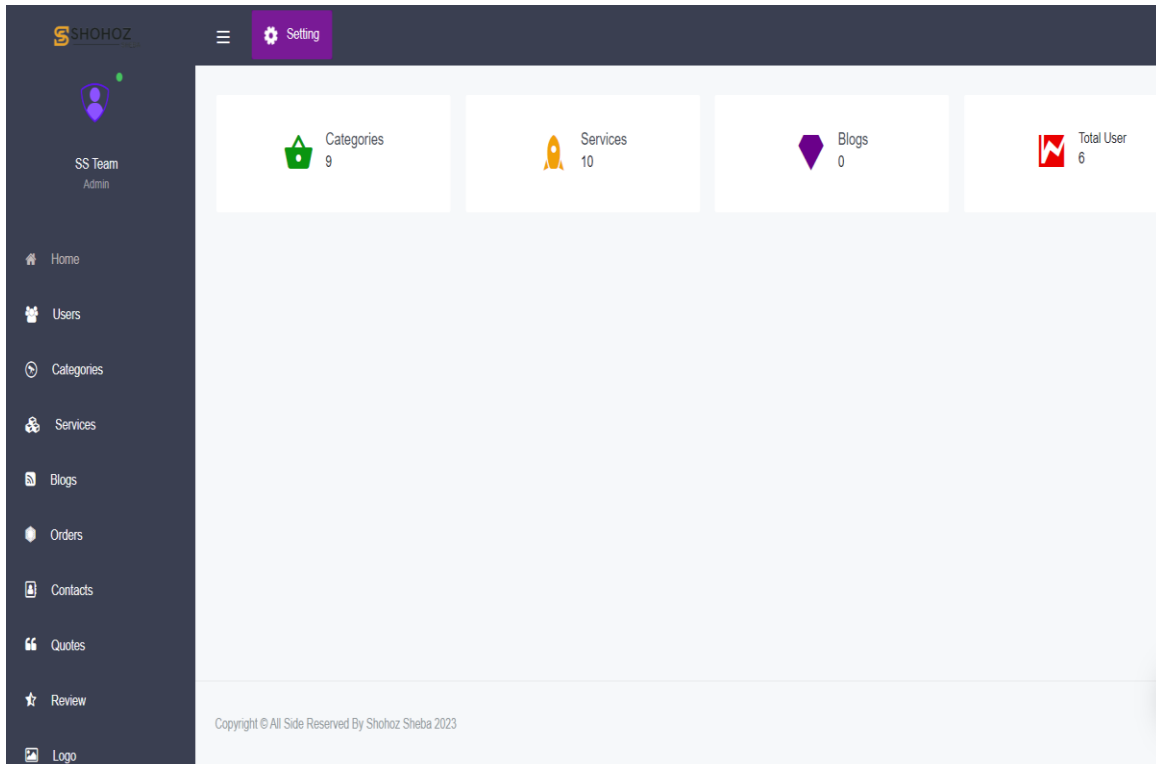 SHOHOZ
Setting
SS Team
Admin
Home
Users
Categories
Services
Blogs
Orders
Contacts
Quotes
Review
Logo
Categories
9
Services
10
Blogs
0
Total User
6
Copyright © All Side Reserved By Shohoz Sheba 2023